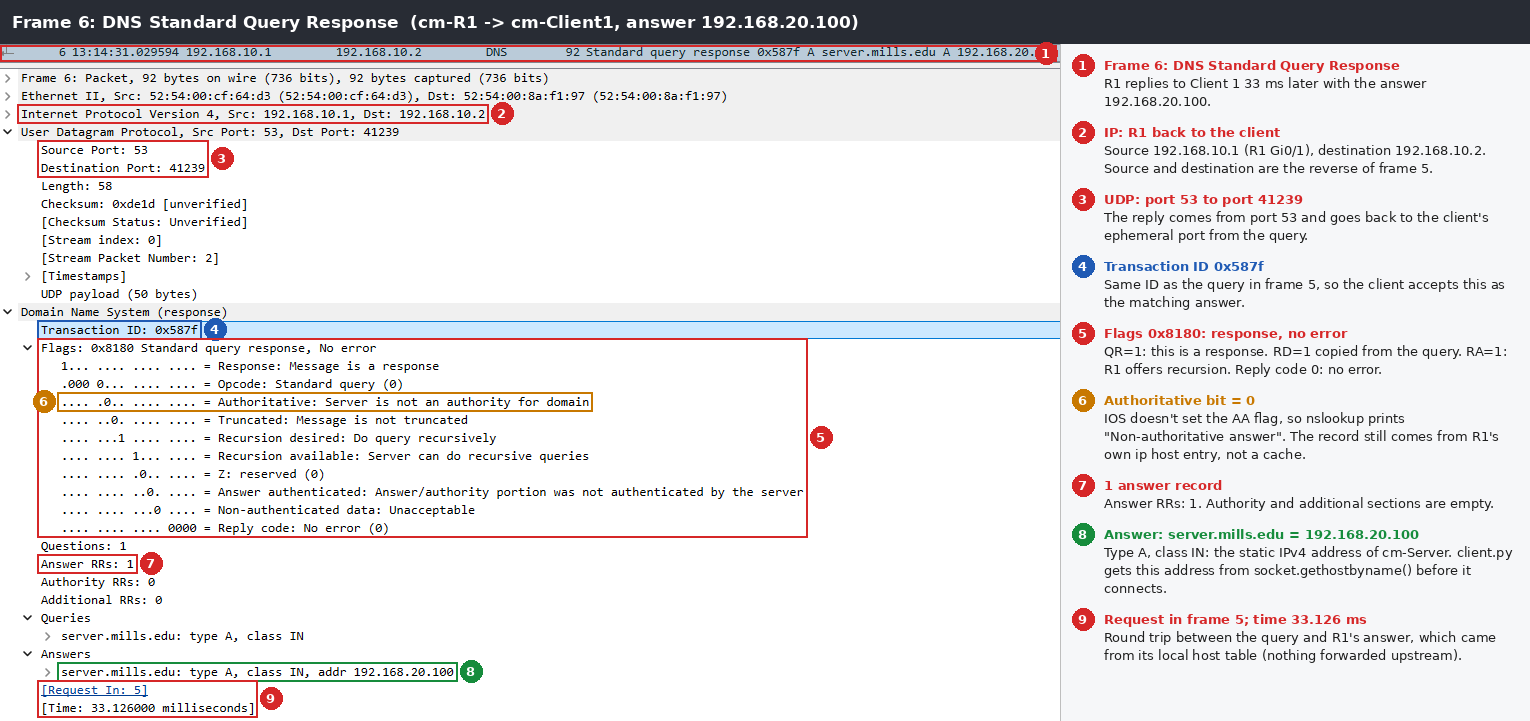 Frame 6: DNS Standard Query Response (cm-R1 -> cm-Client1, answer 192.168.20.100)
6 13:14:31.029594 192.168.10.1 192.168.10.2 DNS 92 Standard query response 0x587f A server.mills.edu A 192.168.20. 1
Frame 6: Packet, 92 bytes on wire (736 bits), 92 bytes captured (736 bits)
Ethernet II, Src: 52:54:00:cf:64:d3 (52:54:00:cf:64:d3), Dst: 52:54:00:8a:f1:97 (52:54:00:8a:f1:97)
Internet Protocol Version 4, Src: 192.168.10.1, Dst: 192.168.10.2 2
User Datagram Protocol, Src Port: 53, Dst Port: 41239
Source Port: 53
Destination Port: 41239
3
Length: 58
Checksum: 0xde1d [unverified]
[Checksum Status: Unverified]
[Stream index: 0]
[Stream Packet Number: 2]
[Timestamps]
UDP payload (50 bytes)
Domain Name System (response)
Transaction ID: 0x587f 4
Flags: 0x8180 Standard query response, No error
1... .... .... .... = Response: Message is a response
.000 0... .... .... = Opcode: Standard query (0)
6 .... .0.. .... .... = Authoritative: Server is not an authority for domain
.... ..0. .... .... = Truncated: Message is not truncated
.... ...1 .... .... = Recursion desired: Do query recursively
5
.... .... 1... .... = Recursion available: Server can do recursive queries
.... .... .0.. .... = Z: reserved (0)
.... .... ..0. .... = Answer authenticated: Answer/authority portion was not authenticated by the server
.... .... ...0 .... = Non-authenticated data: Unacceptable
.... .... .... 0000 = Reply code: No error (0)
Questions: 1
Answer RRs: 1 7
Authority RRs: 0
Additional RRs: 0
Queries
server.mills.edu: type A, class IN
Answers
server.mills.edu: type A, class IN, addr 192.168.20.100 8
[Request In: 5]
[Time: 33.126000 milliseconds]
9
1 Frame 6: DNS Standard Query Response
R1 replies to Client 1 33 ms later with the answer
192.168.20.100.
2 IP: R1 back to the client
Source 192.168.10.1 (R1 Gi0/1), destination 192.168.10.2.
Source and destination are the reverse of frame 5.
3 UDP: port 53 to port 41239
The reply comes from port 53 and goes back to the client's
ephemeral port from the query.
4 Transaction ID 0x587f
Same ID as the query in frame 5, so the client accepts this as
the matching answer.
5 Flags 0x8180: response, no error
QR=1: this is a response. RD=1 copied from the query. RA=1:
R1 offers recursion. Reply code 0: no error.
6 Authoritative bit = 0
IOS doesn't set the AA flag, so nslookup prints
"Non-authoritative answer". The record still comes from R1's
own ip host entry, not a cache.
7 1 answer record
Answer RRs: 1. Authority and additional sections are empty.
8 Answer: server.mills.edu = 192.168.20.100
Type A, class IN: the static IPv4 address of cm-Server. client.py
gets this address from socket.gethostbyname() before it
connects.
9 Request in frame 5; time 33.126 ms
Round trip between the query and R1's answer, which came
from its local host table (nothing forwarded upstream).